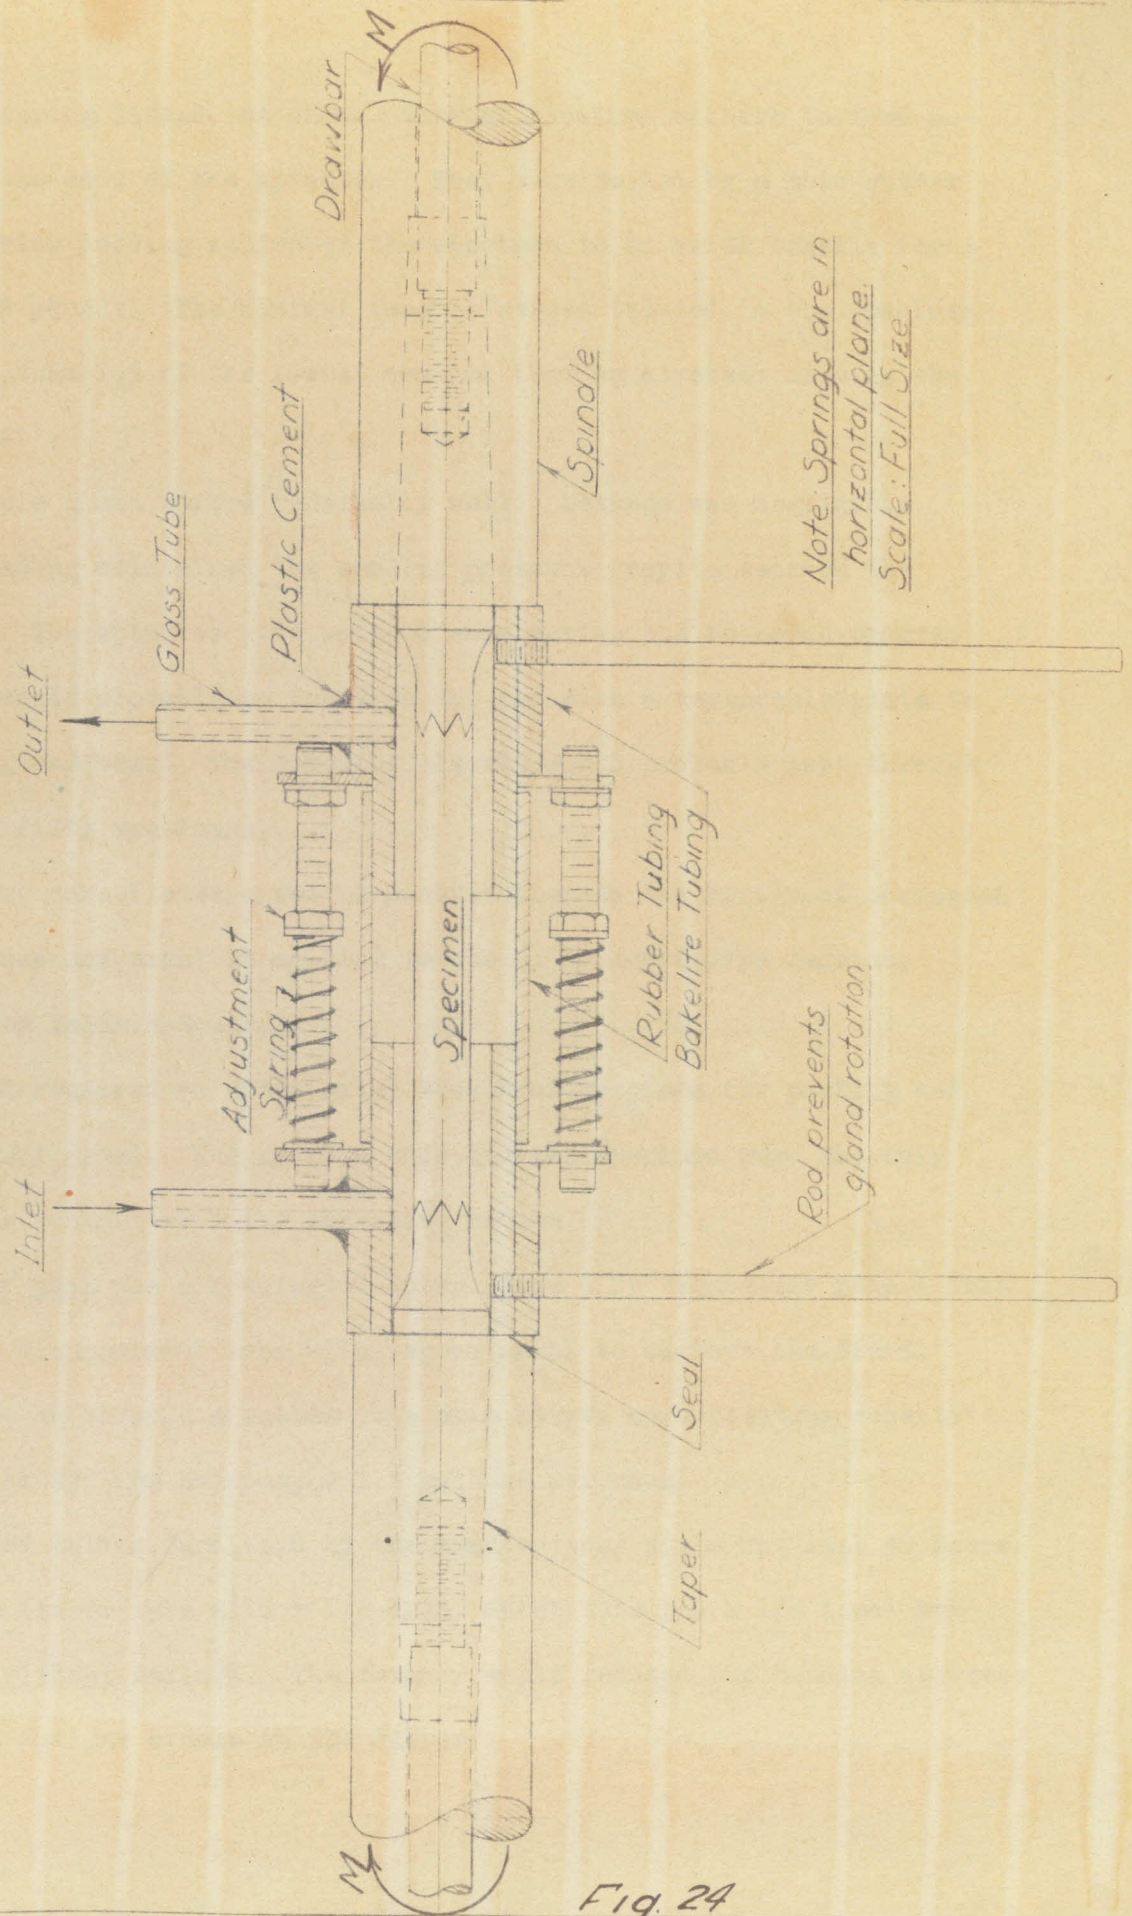 Inlet
Outlet
Glass Tube
Plastic Cement
Drawbar
M
M
Adjustment
Spring
Specimen
Spindle
Rubber Tubing
Bakelite Tubing
Taper
Seal
Rod prevents
gland rotation
Note: Springs are in
horizontal plane.
Scale: Full Size
Fig. 24